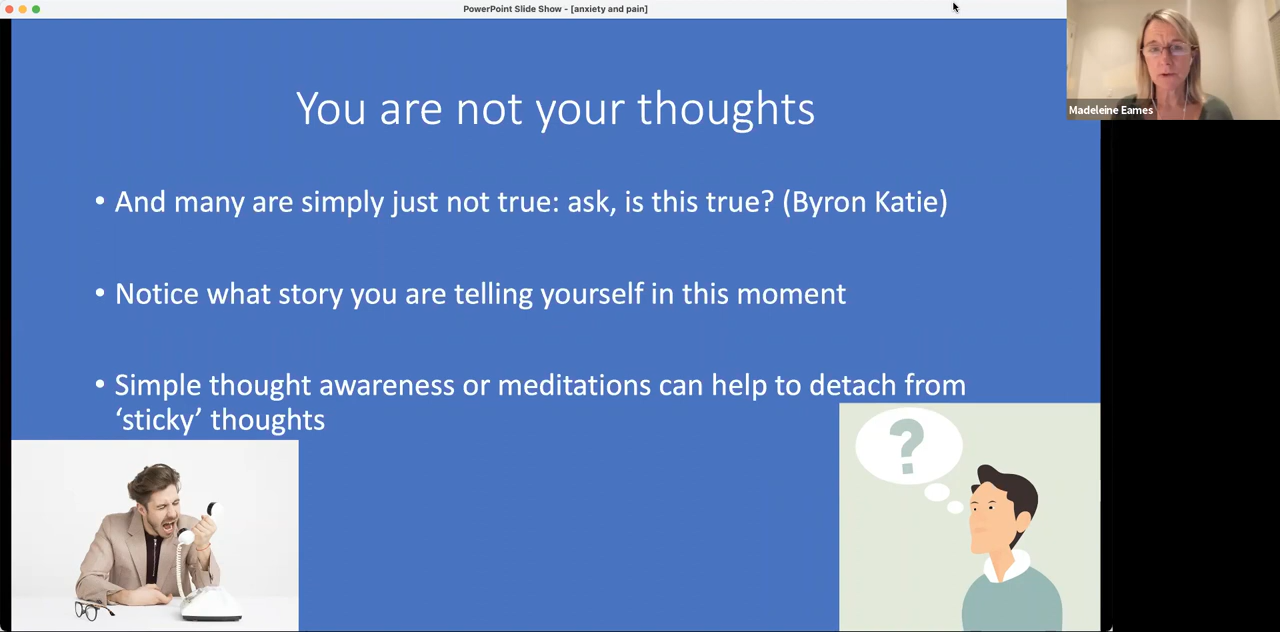 PowerPoint Slide Show - [anxiety and pain]
Madeleine Eames
You are not your thoughts
• And many are simply just not true: ask, is this true? (Byron Katie)
• Notice what story you are telling yourself in this moment
• Simple thought awareness or meditations can help to detach from
‘sticky’ thoughts
?